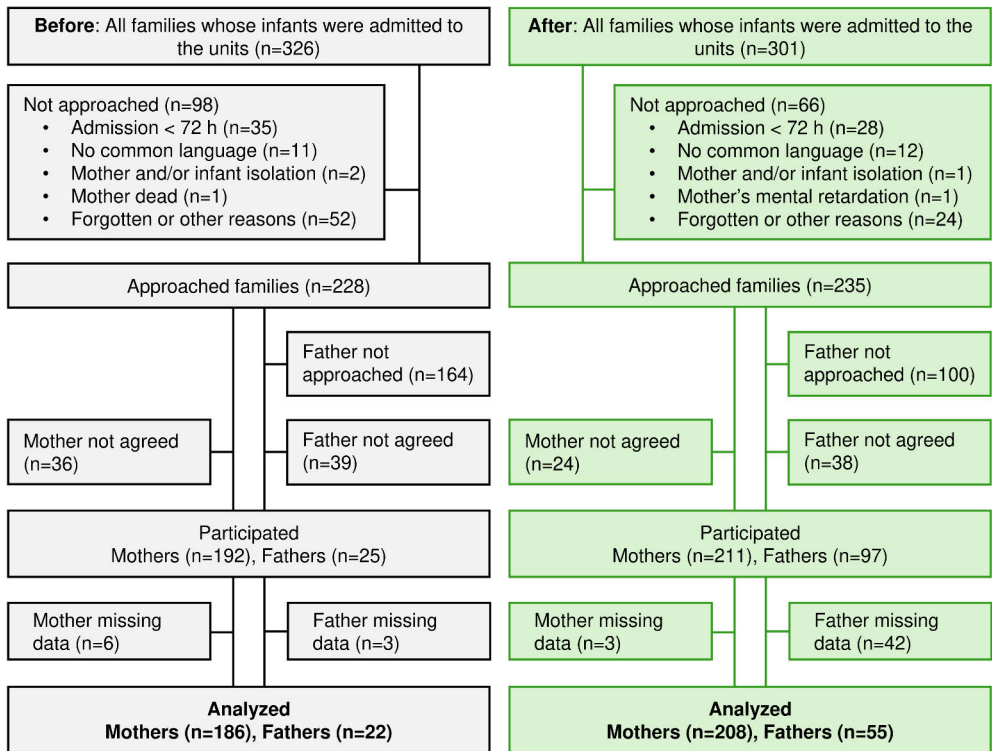 Before: All families whose infants were admitted to
the units (n=326)
Not approached (n=98)
• Admission < 72 h (n=35)
• No common language (n=11)
• Mother and/or infant isolation (n=2)
• Mother dead (n=1)
• Forgotten or other reasons (n=52)
Approached families (n=228)
Father not
approached (n=164)
Mother not agreed
(n=36)
Father not agreed
(n=39)
Participated
Mothers (n=192), Fathers (n=25)
Mother missing
data (n=6)
Father missing
data (n=3)
Analyzed
Mothers (n=186), Fathers (n=22)
After: All families whose infants were admitted to the
units (n=301)
Not approached (n=66)
• Admission < 72 h (n=28)
• No common language (n=12)
• Mother and/or infant isolation (n=1)
• Mother's mental retardation (n=1)
• Forgotten or other reasons (n=24)
Approached families (n=235)
Father not
approached (n=100)
Mother not agreed
(n=24)
Father not agreed
(n=38)
Participated
Mothers (n=211), Fathers (n=97)
Mother missing
data (n=3)
Father missing
data (n=42)
Analyzed
Mothers (n=208), Fathers (n=55)